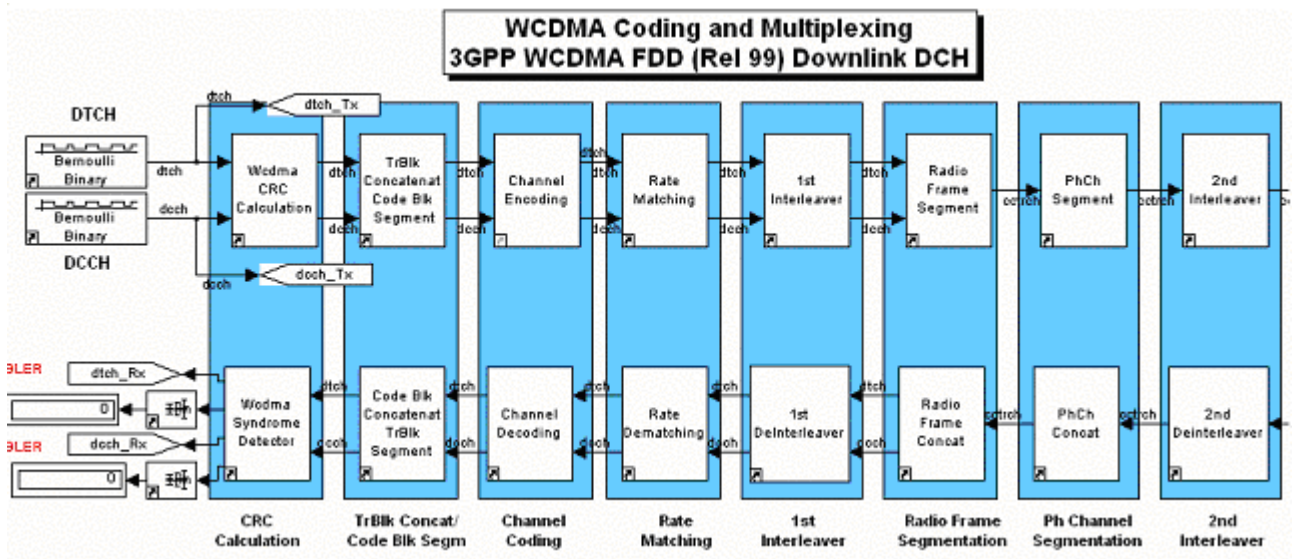 WCDMA Coding and Multiplexing
3GPP WCDMA FDD (Rel 99) Downlink DCH
dtch
dtch_Tx
DTCH
Bernoulli
Binary
dtch
Bernoulli
Binary
dcch
DCCH
Wcdma
CRC
Calculation
dtch
dcch
TrBlk
Concatenat
Code Blk
Segment
dtch
dcch
Channel
Encoding
dtch
dtch
dcch
Rate
Matching
dtch
dcch
1st
Interleaver
dtch
dcch
Radio
Frame
Segment
cctrch
PhCh
Segment
cctrch
2nd
Interleaver
dcch_Tx
dcch
BLER
dtch_Rx
0
BLER
dcch_Rx
0
Wcdma
Syndrome
Detector
dtch
dcch
Code Blk
Concatenat
TrBlk
Segment
dtch
dcch
Channel
Decoding
dtch
dcch
Rate
Dematching
dtch
dcch
1st
DeInterleaver
dtch
dcch
Radio
Frame
Concat
cctrch
PhCh
Concat
cctrch
2nd
Deinterleaver
CRC
Calculation
TrBlk Concat/
Code Blk Segm
Channel
Coding
Rate
Matching
1st
Interleaver
Radio Frame
Segmentation
Ph Channel
Segmentation
2nd
Interleaver